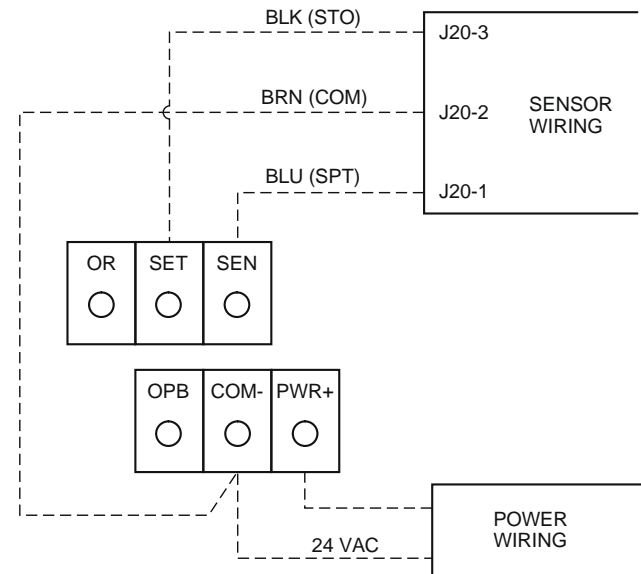 BLK (STO)
J20-3
BRN (COM)
J20-2
SENSOR
WIRING
BLU (SPT)
J20-1
OR SET SEN
OPB COM- PWR+
POWER
WIRING
24 VAC